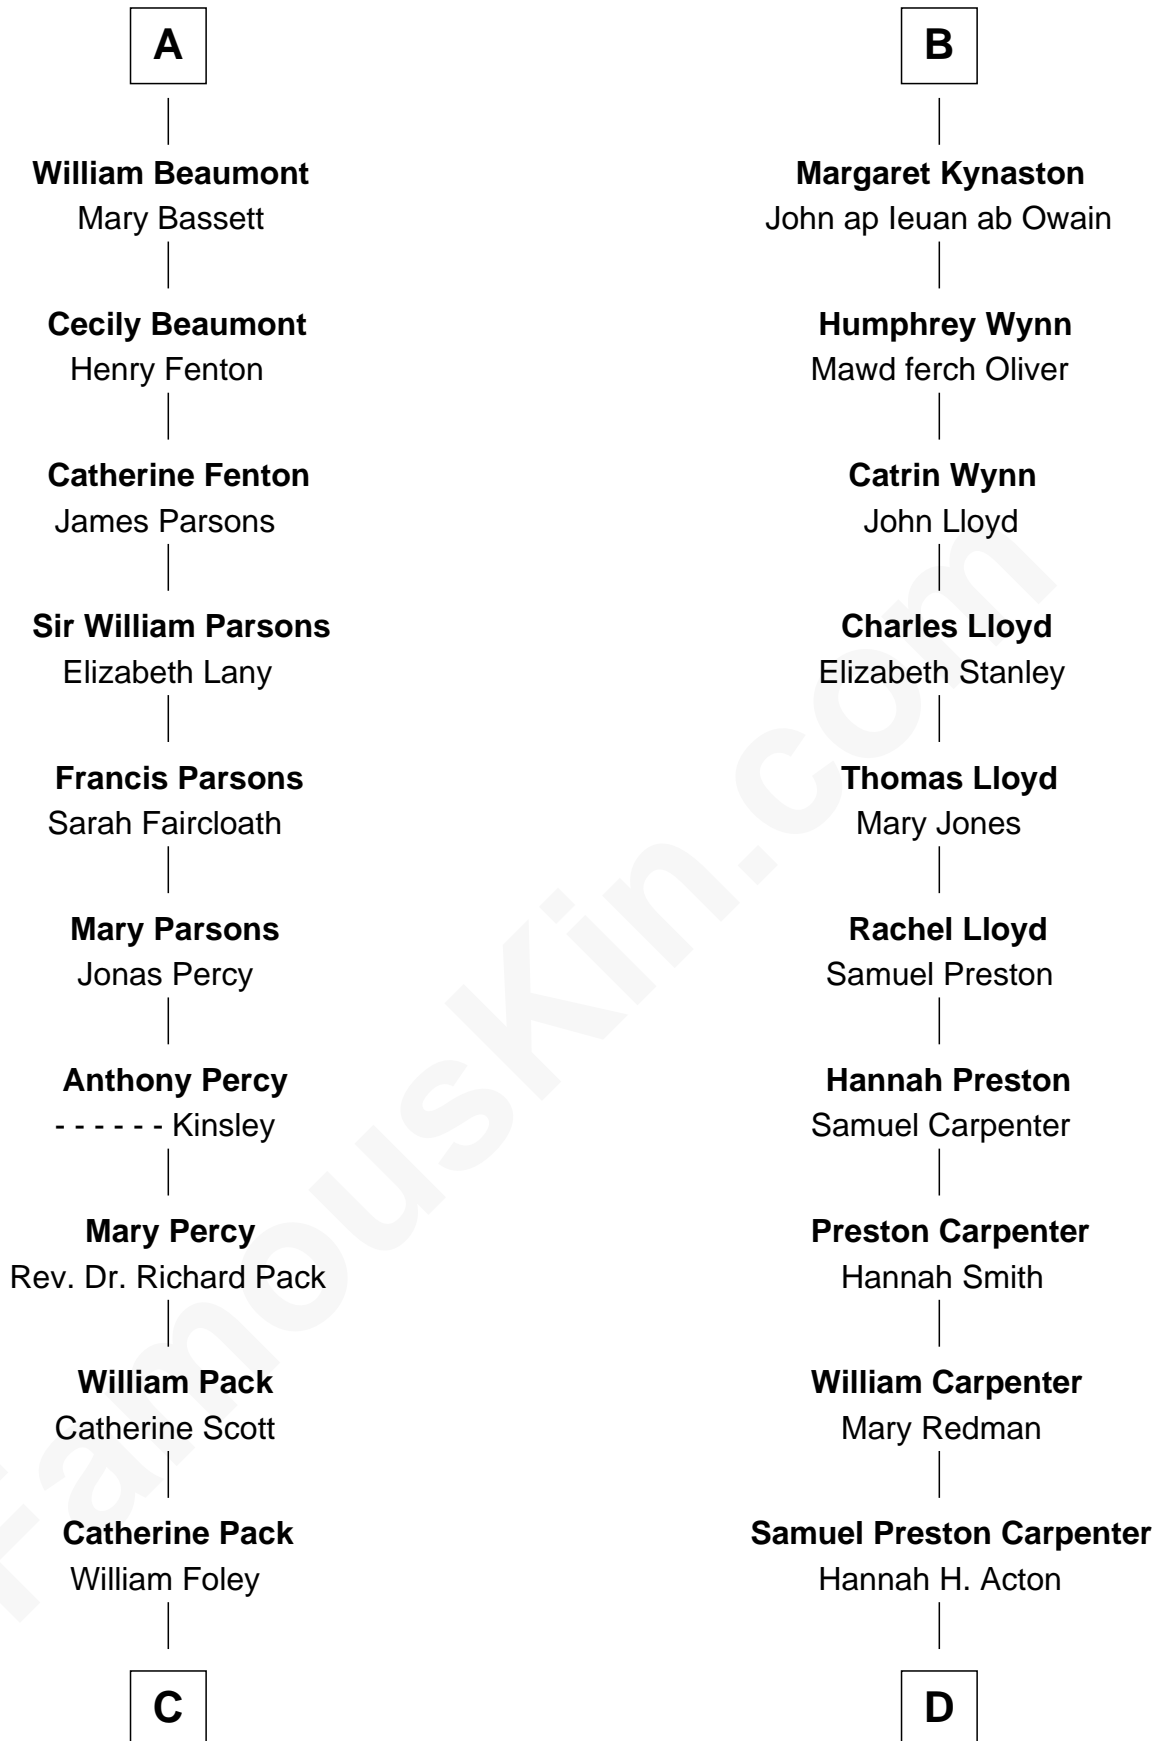 A
William Beaumont
Mary Bassett
Cecily Beaumont
Henry Fenton
Catherine Fenton
James Parsons
Sir William Parsons
Elizabeth Lany
Francis Parsons
Sarah Faircloath
Mary Parsons
Jonas Percy
Anthony Percy
- - - - - - Kinsley
Mary Percy
Rev. Dr. Richard Pack
William Pack
Catherine Scott
Catherine Pack
William Foley
C
B
Margaret Kynaston
John ap Ieuan ab Owain
Humphrey Wynn
Mawd ferch Oliver
Catrin Wynn
John Lloyd
Charles Lloyd
Elizabeth Stanley
Thomas Lloyd
Mary Jones
Rachel Lloyd
Samuel Preston
Hannah Preston
Samuel Carpenter
Preston Carpenter
Hannah Smith
William Carpenter
Mary Redman
Samuel Preston Carpenter
Hannah H. Acton
D
FamousKin.com